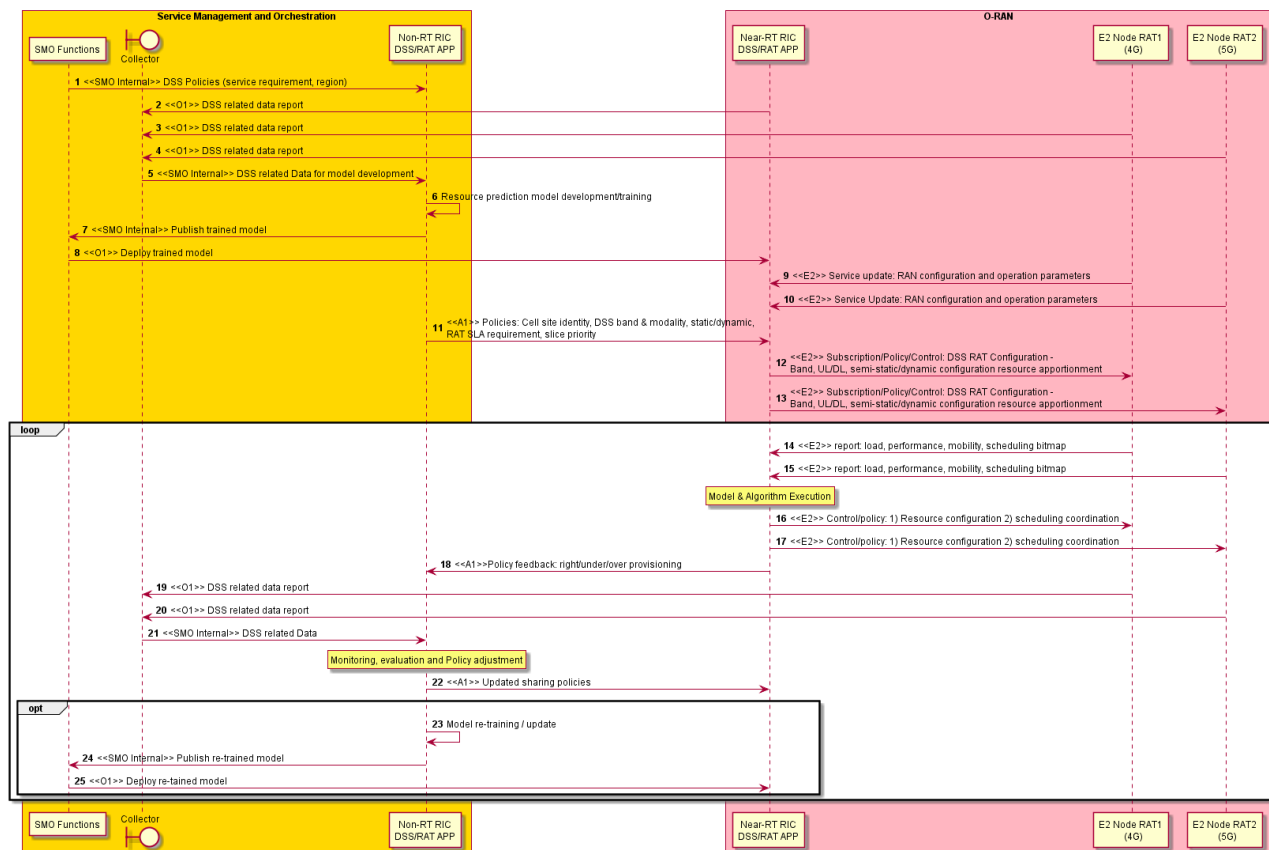 Service Management and Orchestration
O-RAN
SMO Functions
Collector
Non-RT RIC
DSS/RAT APP
Near-RT RIC
DSS/RAT APP
E2 Node RAT1
(4G)
E2 Node RAT2
(5G)
1 <<SMO Internal>> DSS Policies (service requirement, region)
2 <<O1>> DSS related data report
3 <<O1>> DSS related data report
4 <<O1>> DSS related data report
5 <<SMO Internal>> DSS related Data for model development
6 Resource prediction model development/training
7 <<SMO Internal>> Publish trained model
8 <<O1>> Deploy trained model
9 <<E2>> Service update: RAN configuration and operation parameters
10 <<E2>> Service Update: RAN configuration and operation parameters
11 <<A1>> Policies: Cell site identity, DSS band & modality, static/dynamic,
RAT SLA requirement, slice priority
12 <<E2>> Subscription/Policy/Control: DSS RAT Configuration -
Band, UL/DL, semi-static/dynamic configuration resource apportionment
13 <<E2>> Subscription/Policy/Control: DSS RAT Configuration -
Band, UL/DL, semi-static/dynamic configuration resource apportionment
loop
14 <<E2>> report: load, performance, mobility, scheduling bitmap
15 <<E2>> report: load, performance, mobility, scheduling bitmap
Model & Algorithm Execution
16 <<E2>> Control/policy: 1) Resource configuration 2) scheduling coordination
17 <<E2>> Control/policy: 1) Resource configuration 2) scheduling coordination
18 <<A1>>Policy feedback: right/under/over provisioning
19 <<O1>> DSS related data report
20 <<O1>> DSS related data report
21 <<SMO Internal>> DSS related Data
Monitoring, evaluation and Policy adjustment
22 <<A1>> Updated sharing policies
opt
23 Model re-training / update
24 <<SMO Internal>> Publish re-trained model
25 <<O1>> Deploy re-tained model
SMO Functions
Collector
Non-RT RIC
DSS/RAT APP
Near-RT RIC
DSS/RAT APP
E2 Node RAT1
(4G)
E2 Node RAT2
(5G)